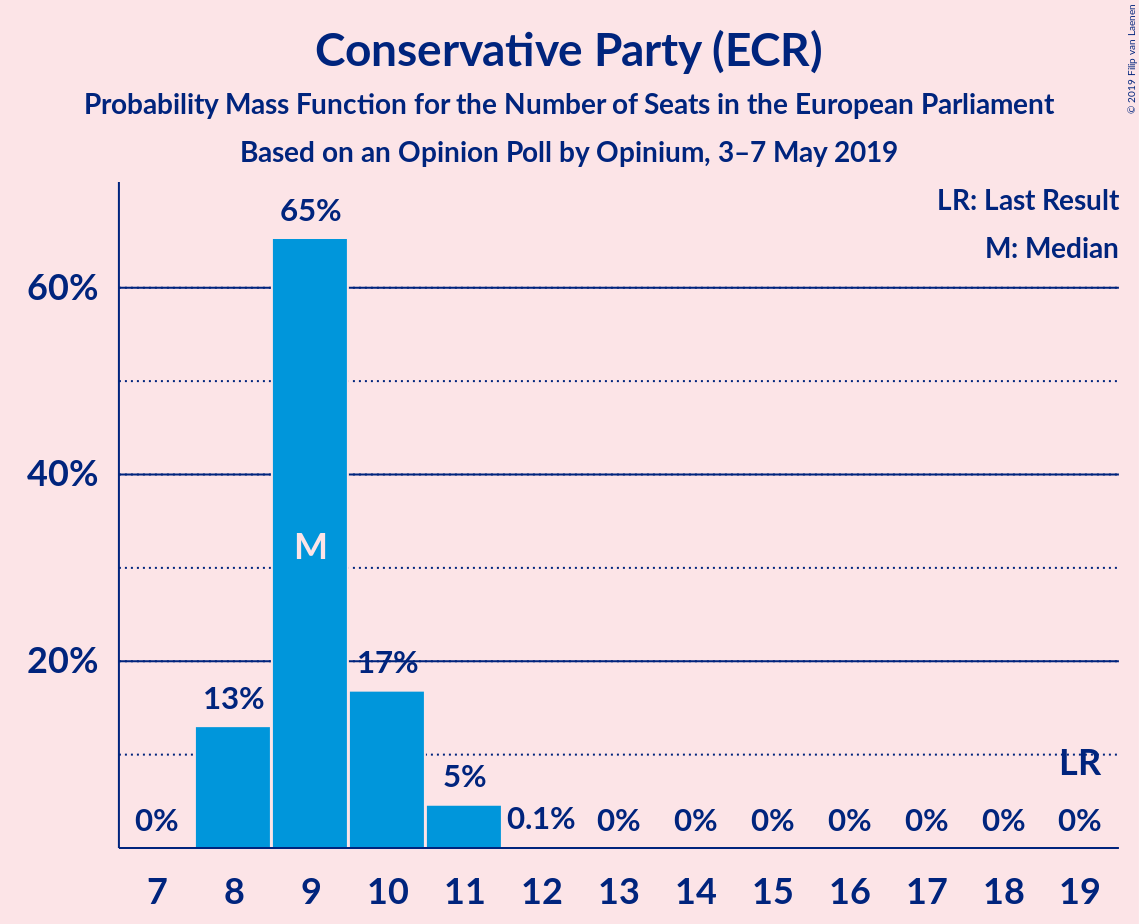 © 2019 Filip van Laenen
Conservative Party (ECR)
Probability Mass Function for the Number of Seats in the European Parliament
Based on an Opinion Poll by Opinium, 3–7 May 2019
LR: Last Result
M: Median
65%
60%
40%
M
20%
17%
13%
5%
LR
0%
0.1%
0%
0%
0%
0%
0%
0%
0%
7 8 9 10 11 12 13 14 15 16 17 18 19